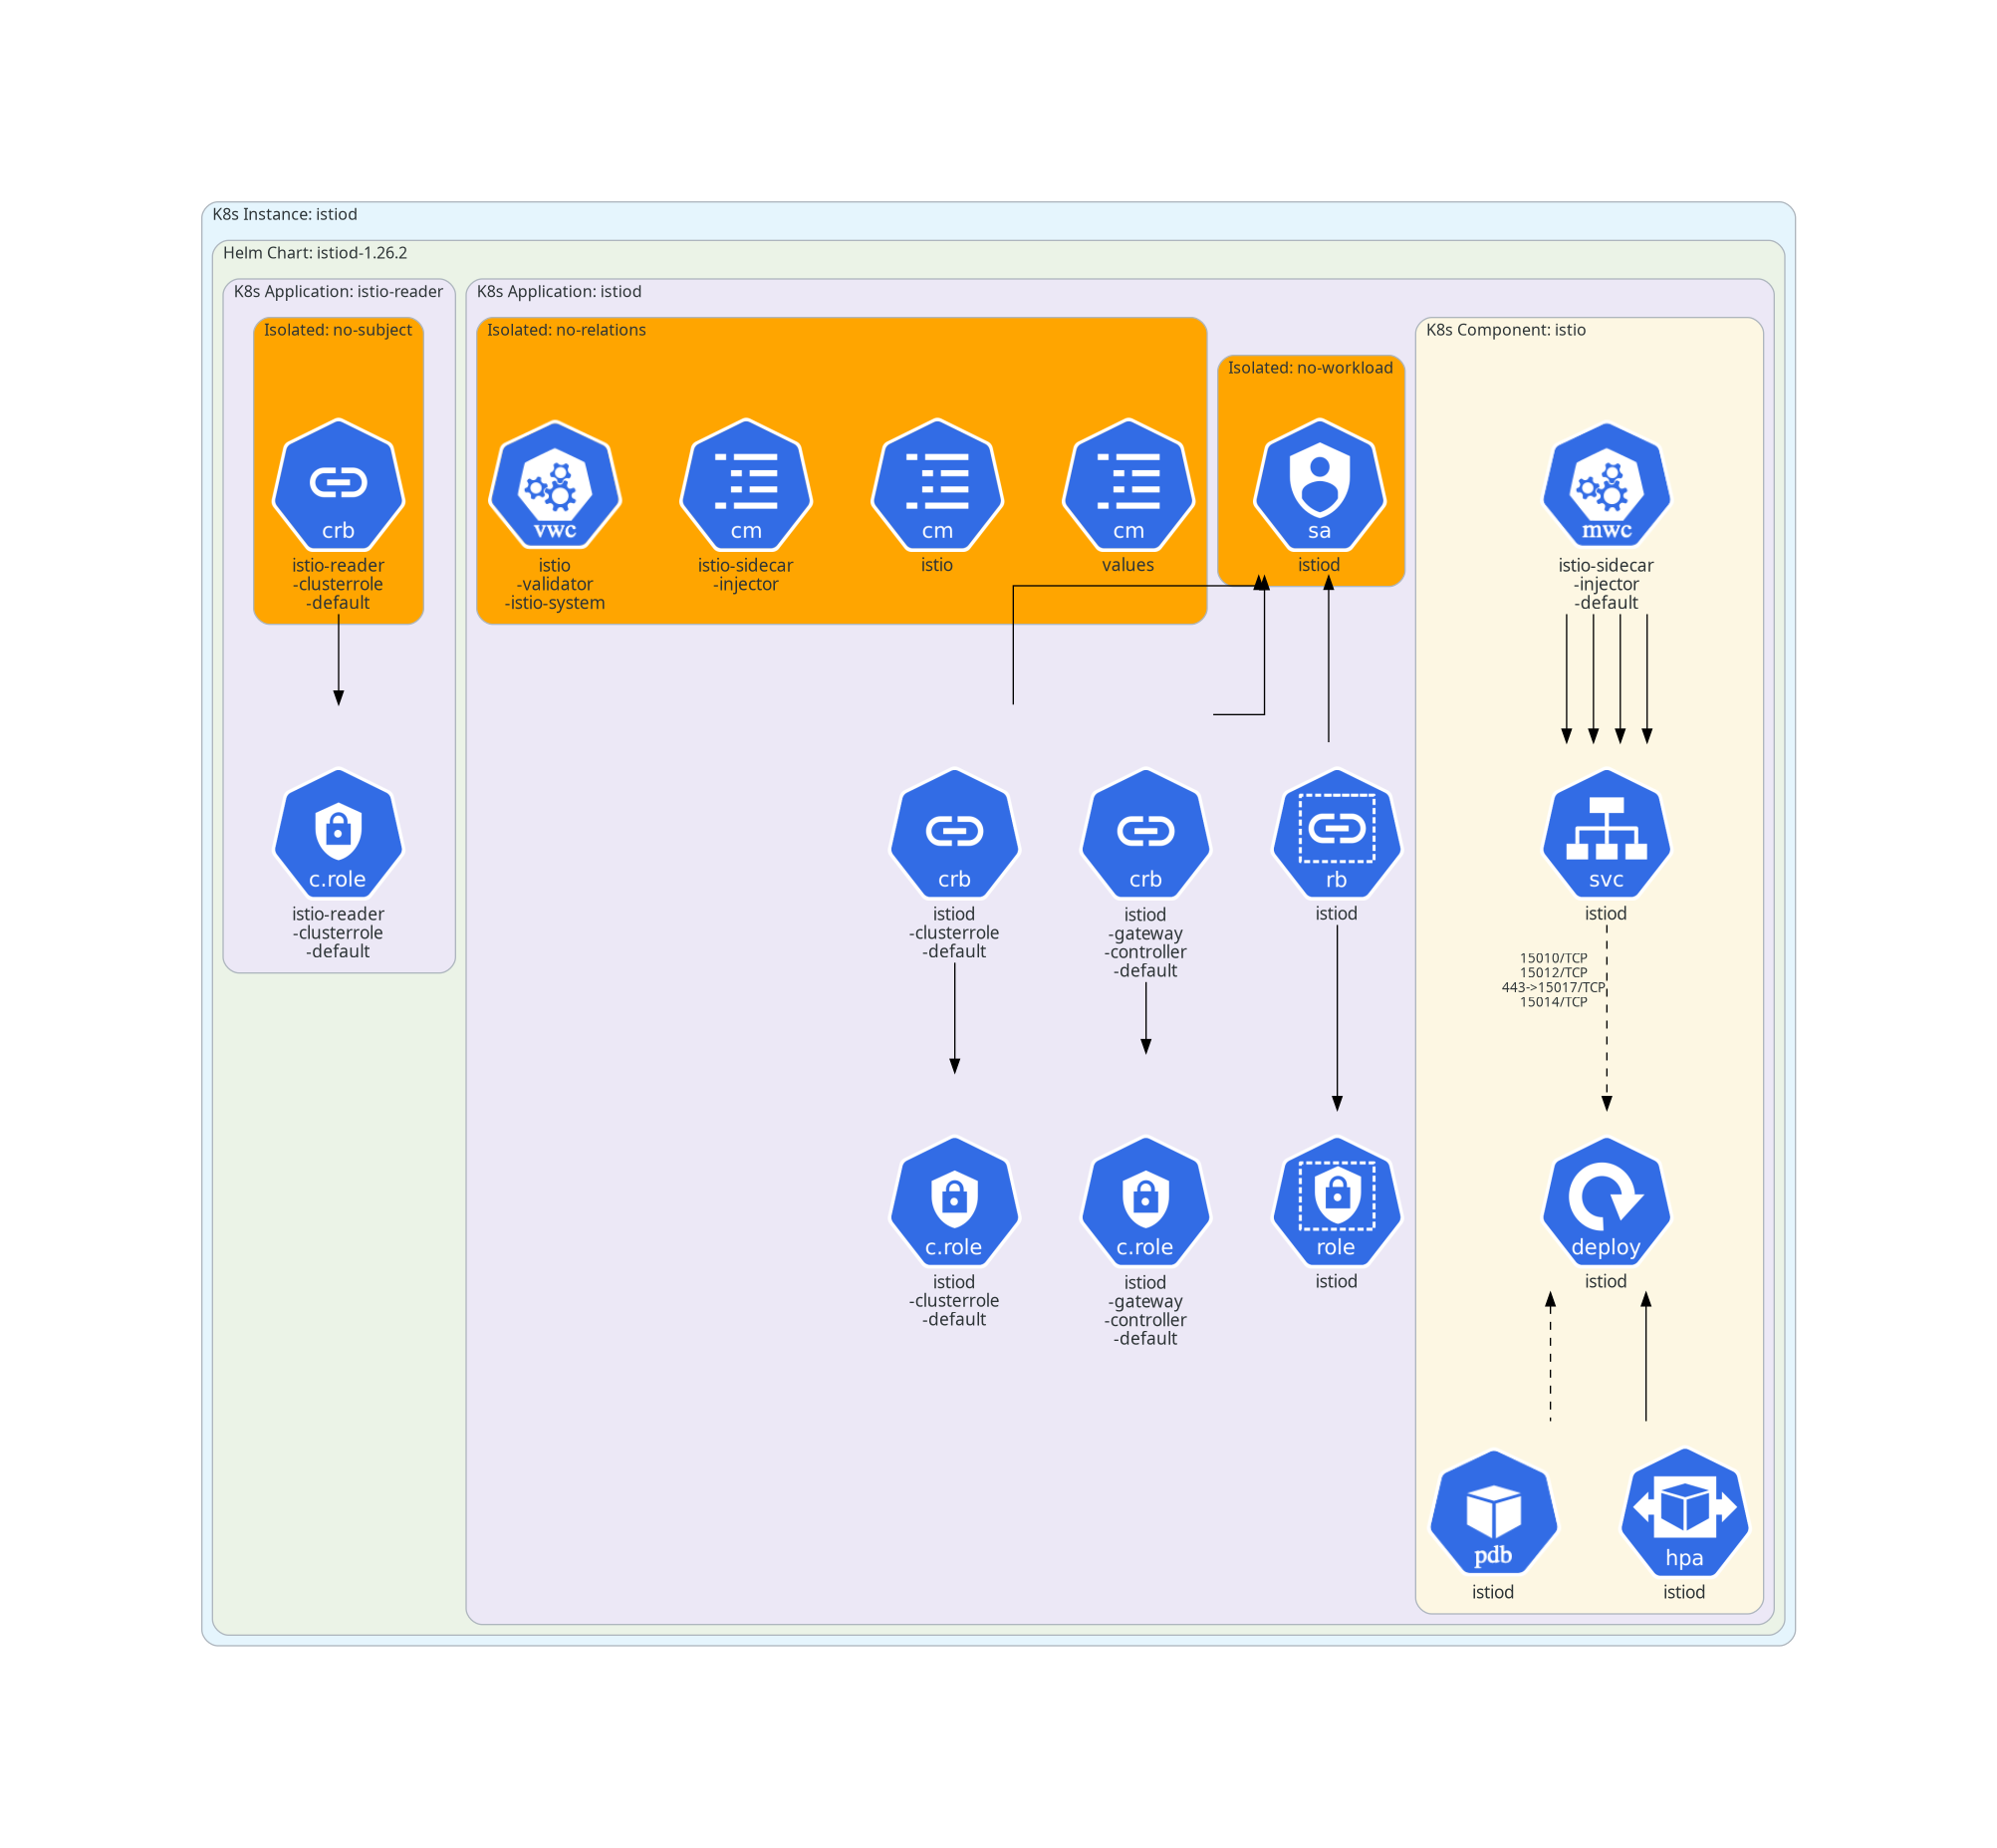 K8s Instance: istiod
Helm Chart: istiod-1.26.2
K8s Application: istio-reader
Isolated: no-subject
crb
istio-reader
-clusterrole
-default
c.role
istio-reader
-clusterrole
-default
K8s Application: istiod
Isolated: no-relations
vwc
istio
-validator
-istio-system
cm
istio-sidecar
-injector
cm
istio
cm
values
Isolated: no-workload
sa
istiod
crb
istiod
-clusterrole
-default
crb
istiod
-gateway
-controller
-default
rb
istiod
c.role
istiod
-clusterrole
-default
c.role
istiod
-gateway
-controller
-default
role
istiod
K8s Component: istio
mwc
istio-sidecar
-injector
-default
svc
istiod
15010/TCP
15012/TCP
443->15017/TCP
15014/TCP
deploy
istiod
pdb
istiod
hpa
istiod